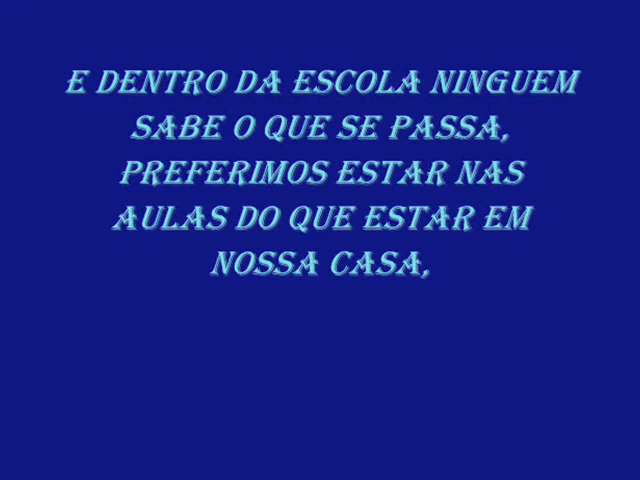 E DENTRO DA ESCOLA NINGUEM
SABE O QUE SE PASSA,
PREFERIMOS ESTAR NAS
AULAS DO QUE ESTAR EM
NOSSA CASA,